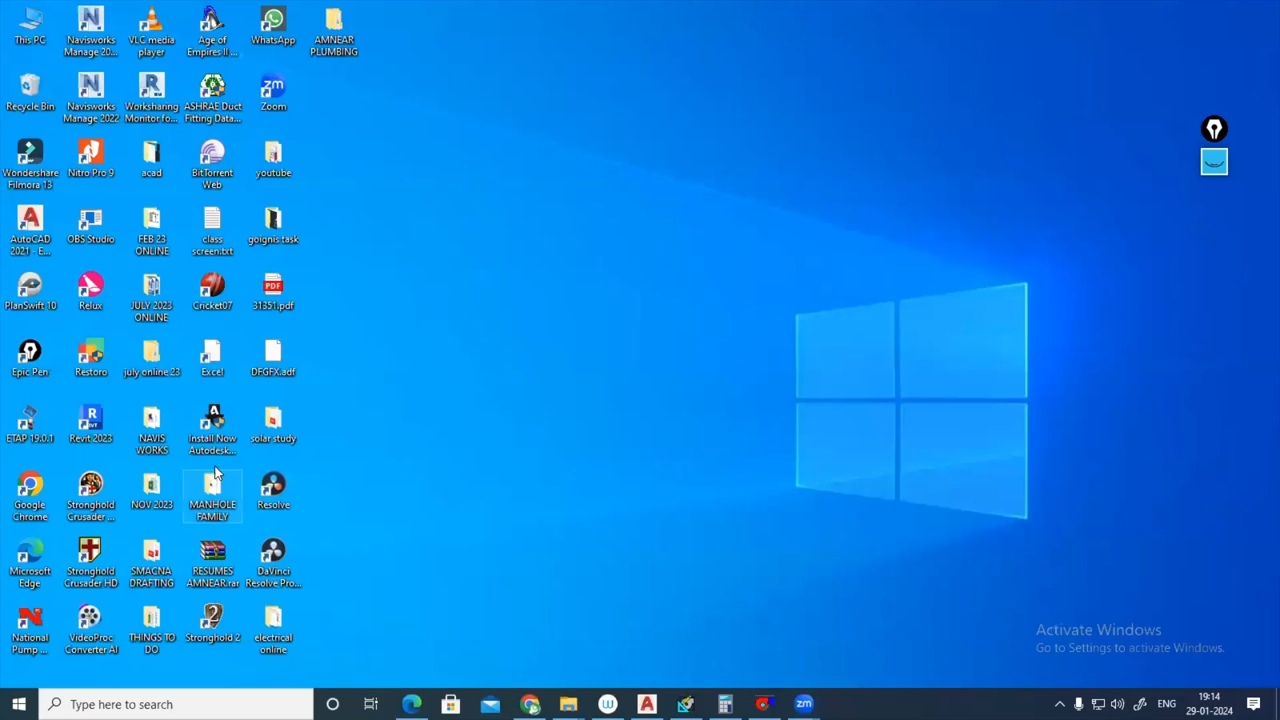 This PC
Navisworks
Manage 20...
VLC media
player
Age of
Empires II ...
WhatsApp
AMNEAR
PLUMBING
Recycle Bin
Navisworks
Manage 2022
Worksharing
Monitor fo...
ASHRAE Duct
Fitting Data...
zm
Zoom
Wondershare
Filmora 13
Nitro Pro 9
acad
BitTorrent
Web
youtube
AutoCAD
2021 - E...
OBS Studio
FEB 23
ONLINE
class
screen.txt
goignis task
PlanSwift 10
Relux
JULY 2023
ONLINE
Cricket07
PDF
31351.pdf
Epic Pen
Restoro
july online 23
Excel
DFGFX.adf
ETAP 19.0.1
Revit 2023
NAVIS
WORKS
Install Now
Autodesk...
solar study
Google
Chrome
Stronghold
Crusader ...
NOV 2023
MANHOLE
FAMILY
Resolve
Microsoft
Edge
Stronghold
Crusader HD
SMACNA
DRAFTING
RESUMES
AMNEAR.rar
DaVinci
Resolve Pro...
National
Pump ...
VideoProc
Converter AI
THINGS TO
DO
Stronghold 2
electrical
online
Activate Windows
Go to Settings to activate Windows.
Type here to search
zm
ENG
19:14
29-01-2024